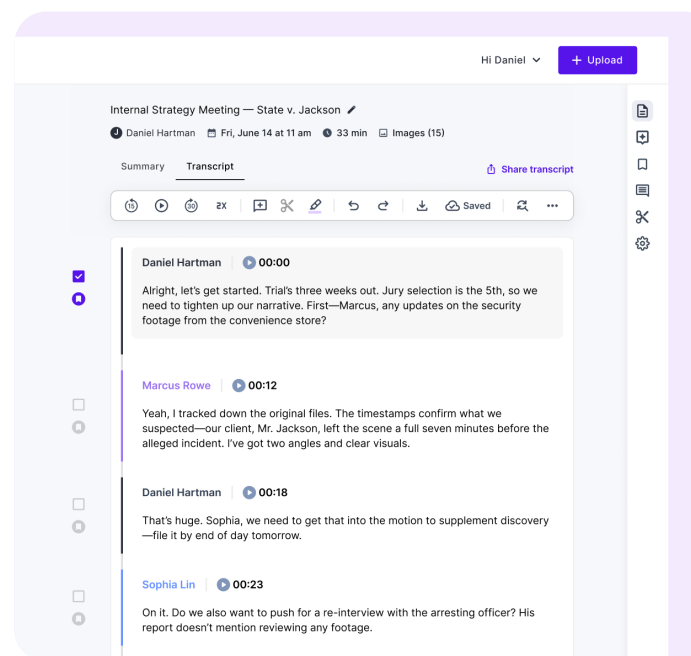 Hi Daniel
+ Upload
Internal Strategy Meeting — State v. Jackson
J Daniel Hartman Fri, June 14 at 11 am 33 min Images (15)
Summary Transcript Share transcript
15 30 2X Saved
Daniel Hartman 00:00
Alright, let’s get started. Trial’s three weeks out. Jury selection is the 5th, so we
need to tighten up our narrative. First—Marcus, any updates on the security
footage from the convenience store?
Marcus Rowe 00:12
Yeah, I tracked down the original files. The timestamps confirm what we
suspected—our client, Mr. Jackson, left the scene a full seven minutes before the
alleged incident. I’ve got two angles and clear visuals.
Daniel Hartman 00:18
That’s huge. Sophia, we need to get that into the motion to supplement discovery
—file it by end of day tomorrow.
Sophia Lin 00:23
On it. Do we also want to push for a re-interview with the arresting officer? His
report doesn’t mention reviewing any footage.